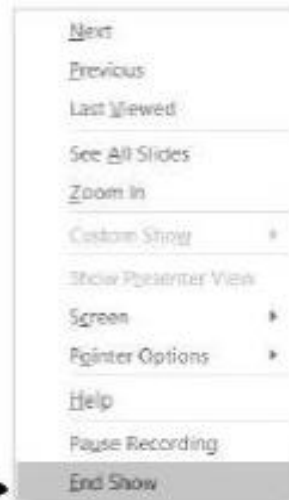 Next
Previous
Last Viewed
See All Slides
Zoom In
Custom Show
Show Presenter View
Screen
Pointer Options
Help
Pause Recording
End Show